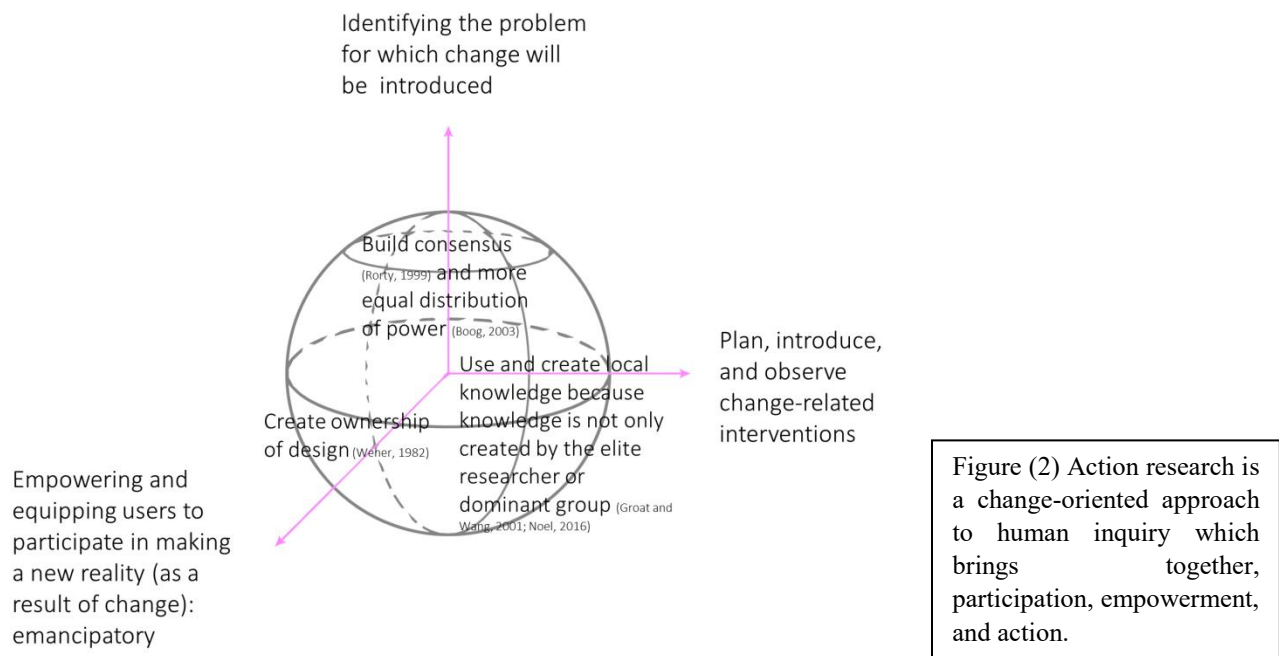 Identifying the problem
for which change will
be introduced
Build consensus
(Rorty, 1999) and more
equal distribution
of power (Boog, 2003)
Use and create local
knowledge because
knowledge is not only
created by the elite
researcher or
dominant group (Groat and
Wang, 2001; Noel, 2016)
Create ownership
of design (Weher, 1982)
Plan, introduce,
and observe
change-related
interventions
Empowering and
equipping users to
participate in making
a new reality (as a
result of change):
emancipatory
Figure (2) Action research is
a change-oriented approach
to human inquiry which
brings together,
participation, empowerment,
and action.